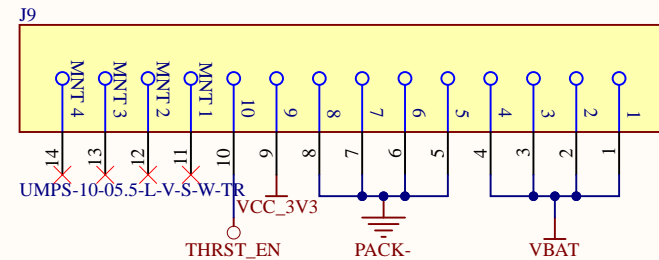 J9
MNT 4
MNT 3
MNT 2
MNT 1
10
9
8
7
6
5
4
3
2
1
14
13
12
11
10
9
8
7
6
5
4
3
2
1
UMPS-10-05.5-L-V-S-W-TR
VCC_3V3
THRST_EN
PACK-
VBAT